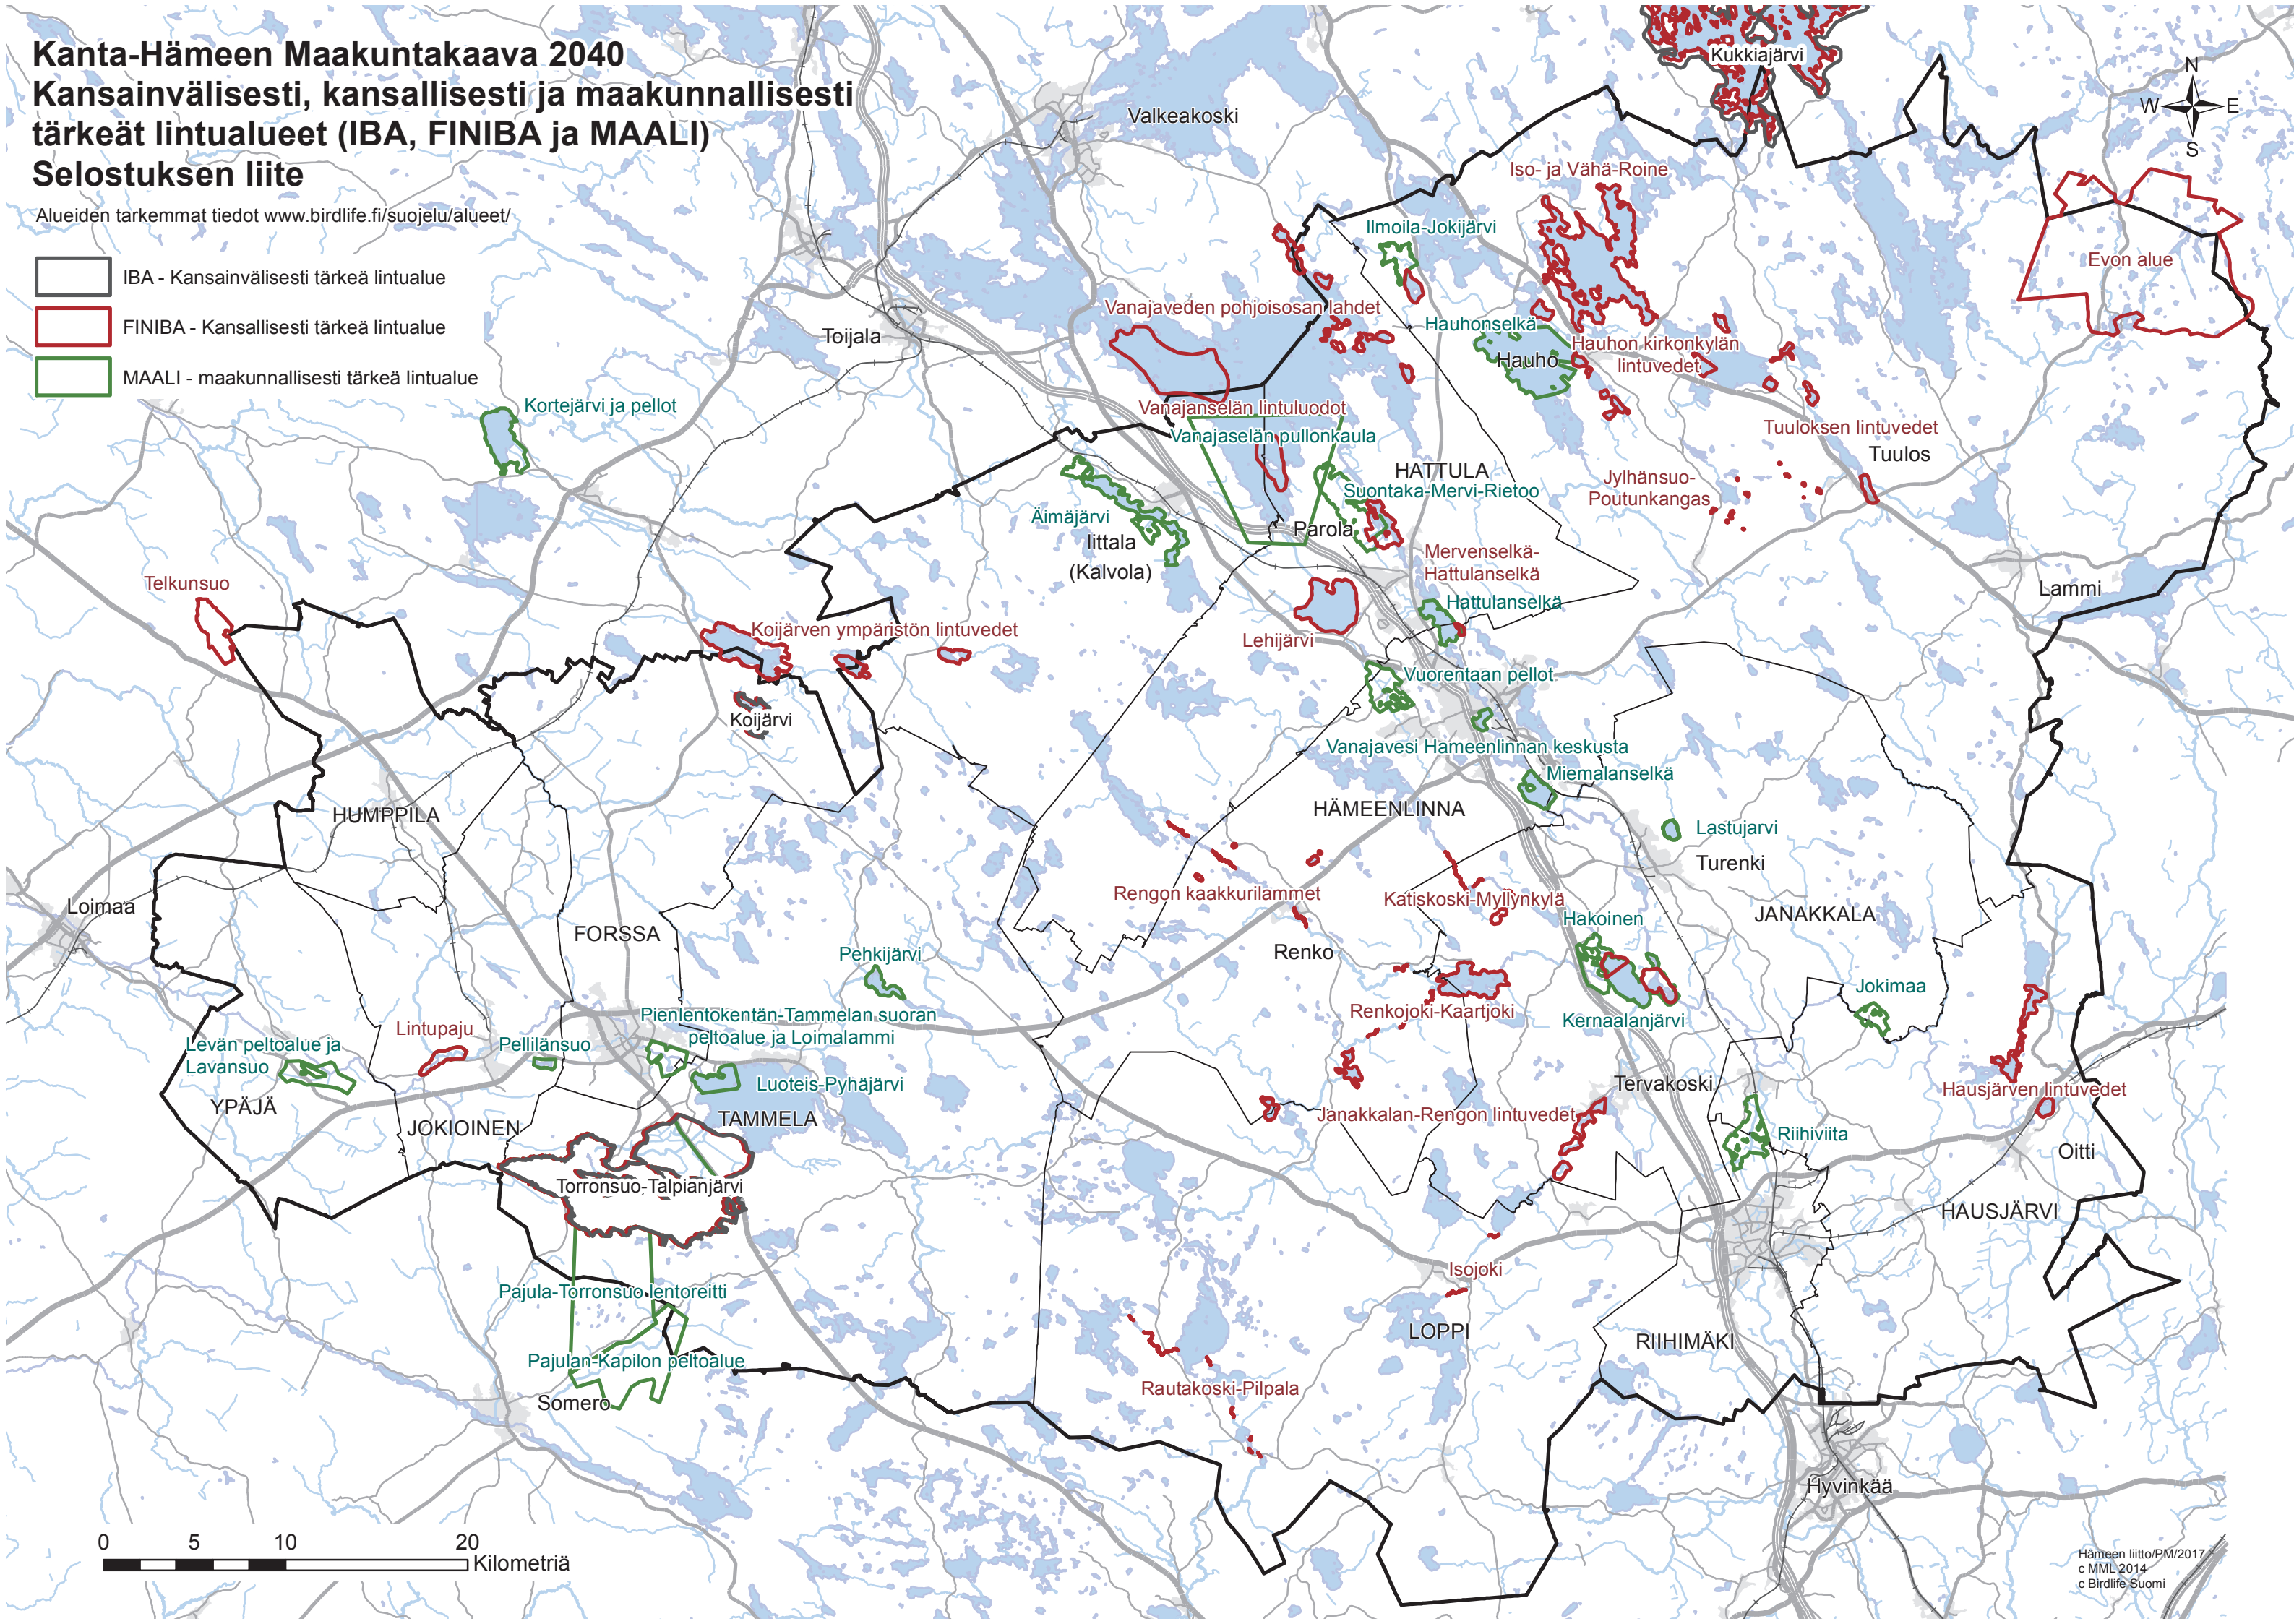 Kanta-Hämeen Maakuntakaava 2040
Kansainvälisesti, kansallisesti ja maakunnallisesti
tärkeät lintualueet (IBA, FINIBA ja MAALI)
Selostuksen liite
Alueiden tarkemmat tiedot www.birdlife.fi/suojelu/alueet/
IBA - Kansainvälisesti tärkeä lintualue
FINIBA - Kansallisesti tärkeä lintualue
MAALI - maakunnallisesti tärkeä lintualue
Kukkiajärvi
N
W
E
S
Valkeakoski
Iso- ja Vähä-Roine
Ilmoila-Jokijärvi
Evon alue
Vanajaveden pohjoisosan lahdet
Toijala
Hauhonselkä
Hauho
Hauhon kirkonkylän
lintuvedet
Kortejärvi ja pellot
Vanajanselän lintuluodot
Vanajaselän pullonkaula
Tuuloksen lintuvedet
Tuulos
HATTULA
Suontaka-Mervi-Rietoo
Jylhänsuo-
Poutunkangas
Äimäjärvi
Iittala
(Kalvola)
Parola
Mervenselkä-
Hattulanselkä
Hattulanselkä
Lammi
Telkunsuo
Koijärven ympäristön lintuvedet
Lehijärvi
Vuorentaan pellot
Koijärvi
Vanajavesi Hameenlinnan keskusta
Miemalanselkä
HUMPPILA
HÄMEENLINNA
Lastujarvi
Turenki
Rengon kaakkurilammet
Katiskoski-Myllynkylä
Loimaa
FORSSA
Hakoinen
JANAKKALA
Pehkijärvi
Renko
Jokimaa
Renkojoki-Kaartjoki
Kernaalanjärvi
Pienlentokentän-Tammelan suoran
peltoalue ja Loimalammi
Lintupaju
Pellilänsuo
Levän peltoalue ja
Lavansuo
YPÄJÄ
Luoteis-Pyhäjärvi
Tervakoski
Hausjärven lintuvedet
JOKIOINEN
TAMMELA
Janakkalan-Rengon lintuvedet
Riihiviita
Oitti
Torronsuo-Talpianjärvi
HAUSJÄRVI
Isojoki
Pajula-Torronsuo lentoreitti
LOPPI
RIIHIMÄKI
Pajulan-Kapilon peltoalue
Rautakoski-Pilpala
Somero
Hyvinkää
0 5 10 20
Kilometriä
Hämeen liitto/PM/2017
c MML 2014
c Birdlife Suomi